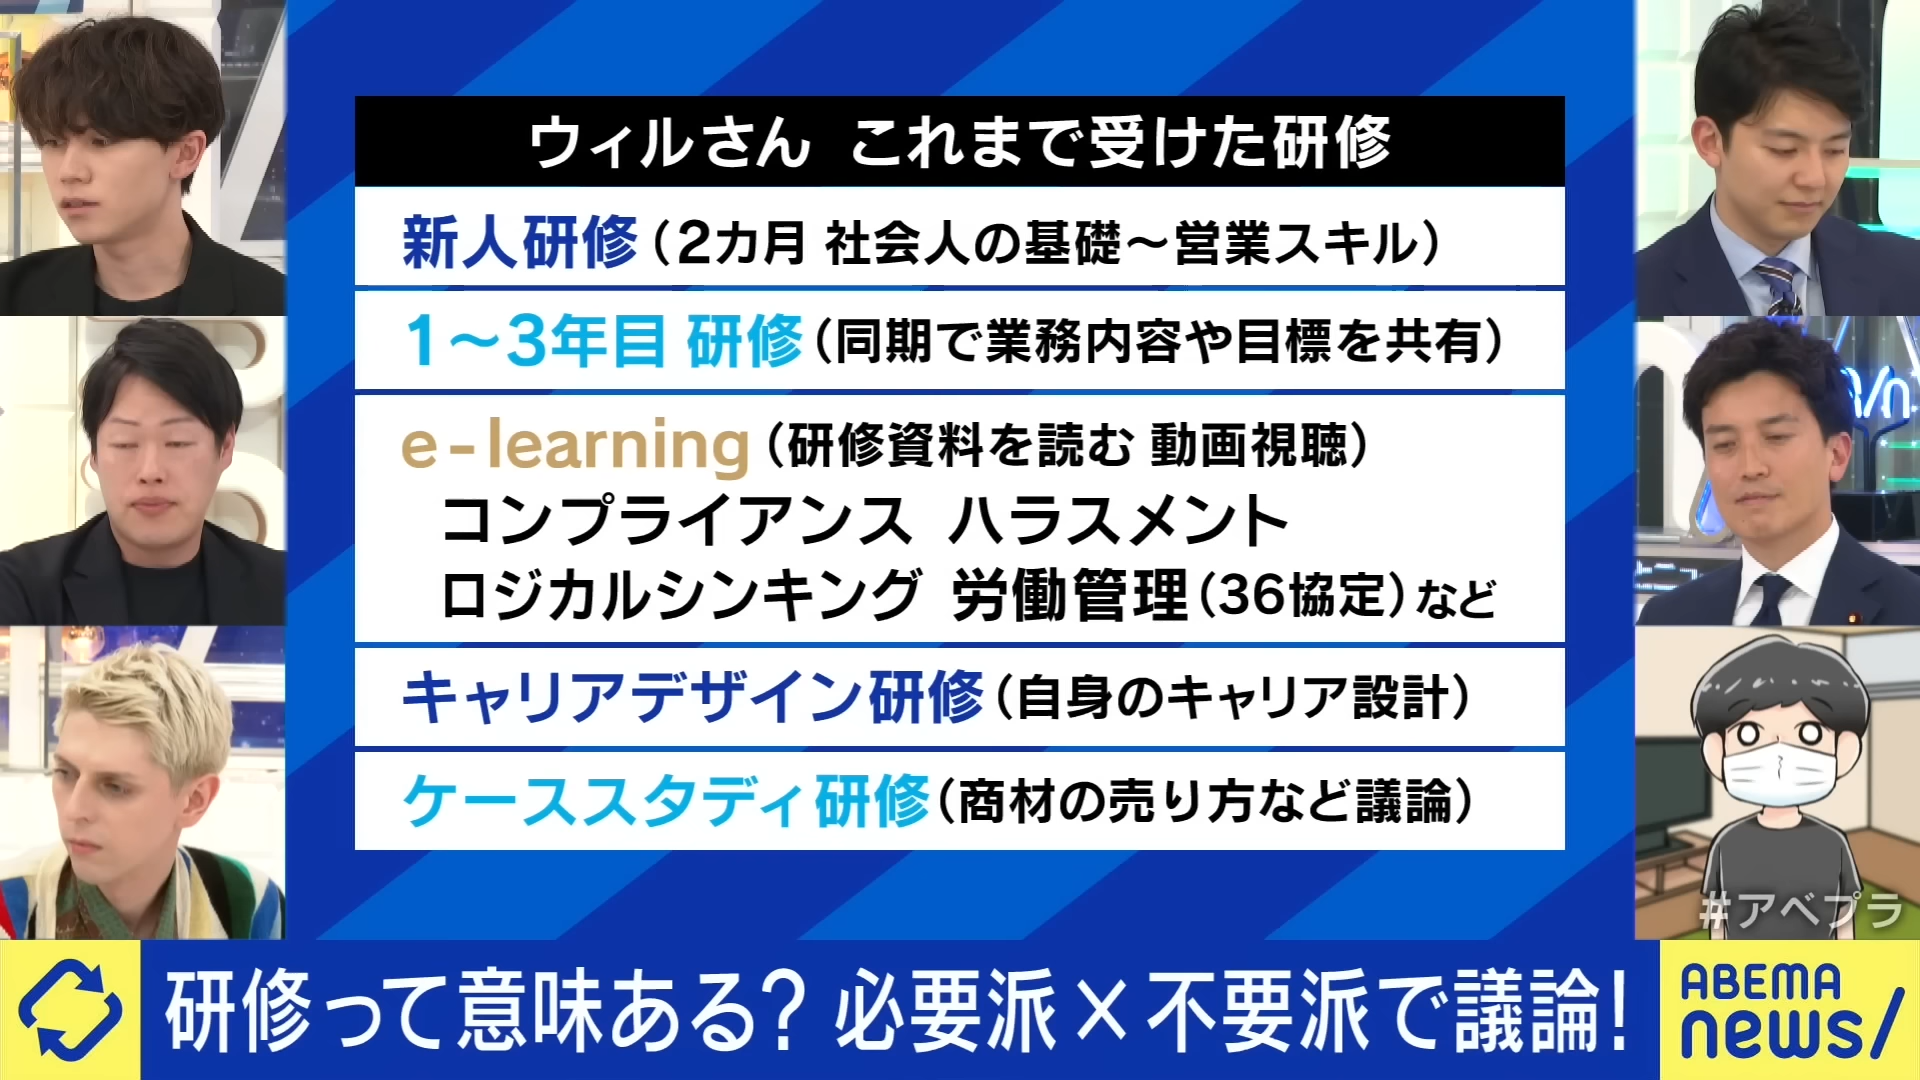 ウィルさん これまで受けた研修
新人研修（2カ月 社会人の基礎～営業スキル）
1～3年目 研修（同期で業務内容や目標を共有）
e-learning（研修資料を読む 動画視聴）
コンプライアンス ハラスメント
ロジカルシンキング 労働管理（36協定）など
キャリアデザイン研修（自身のキャリア設計）
ケーススタディ研修（商材の売り方など議論）
#アベプラ
研修って意味ある？必要派×不要派で議論！
ABEMA
news/